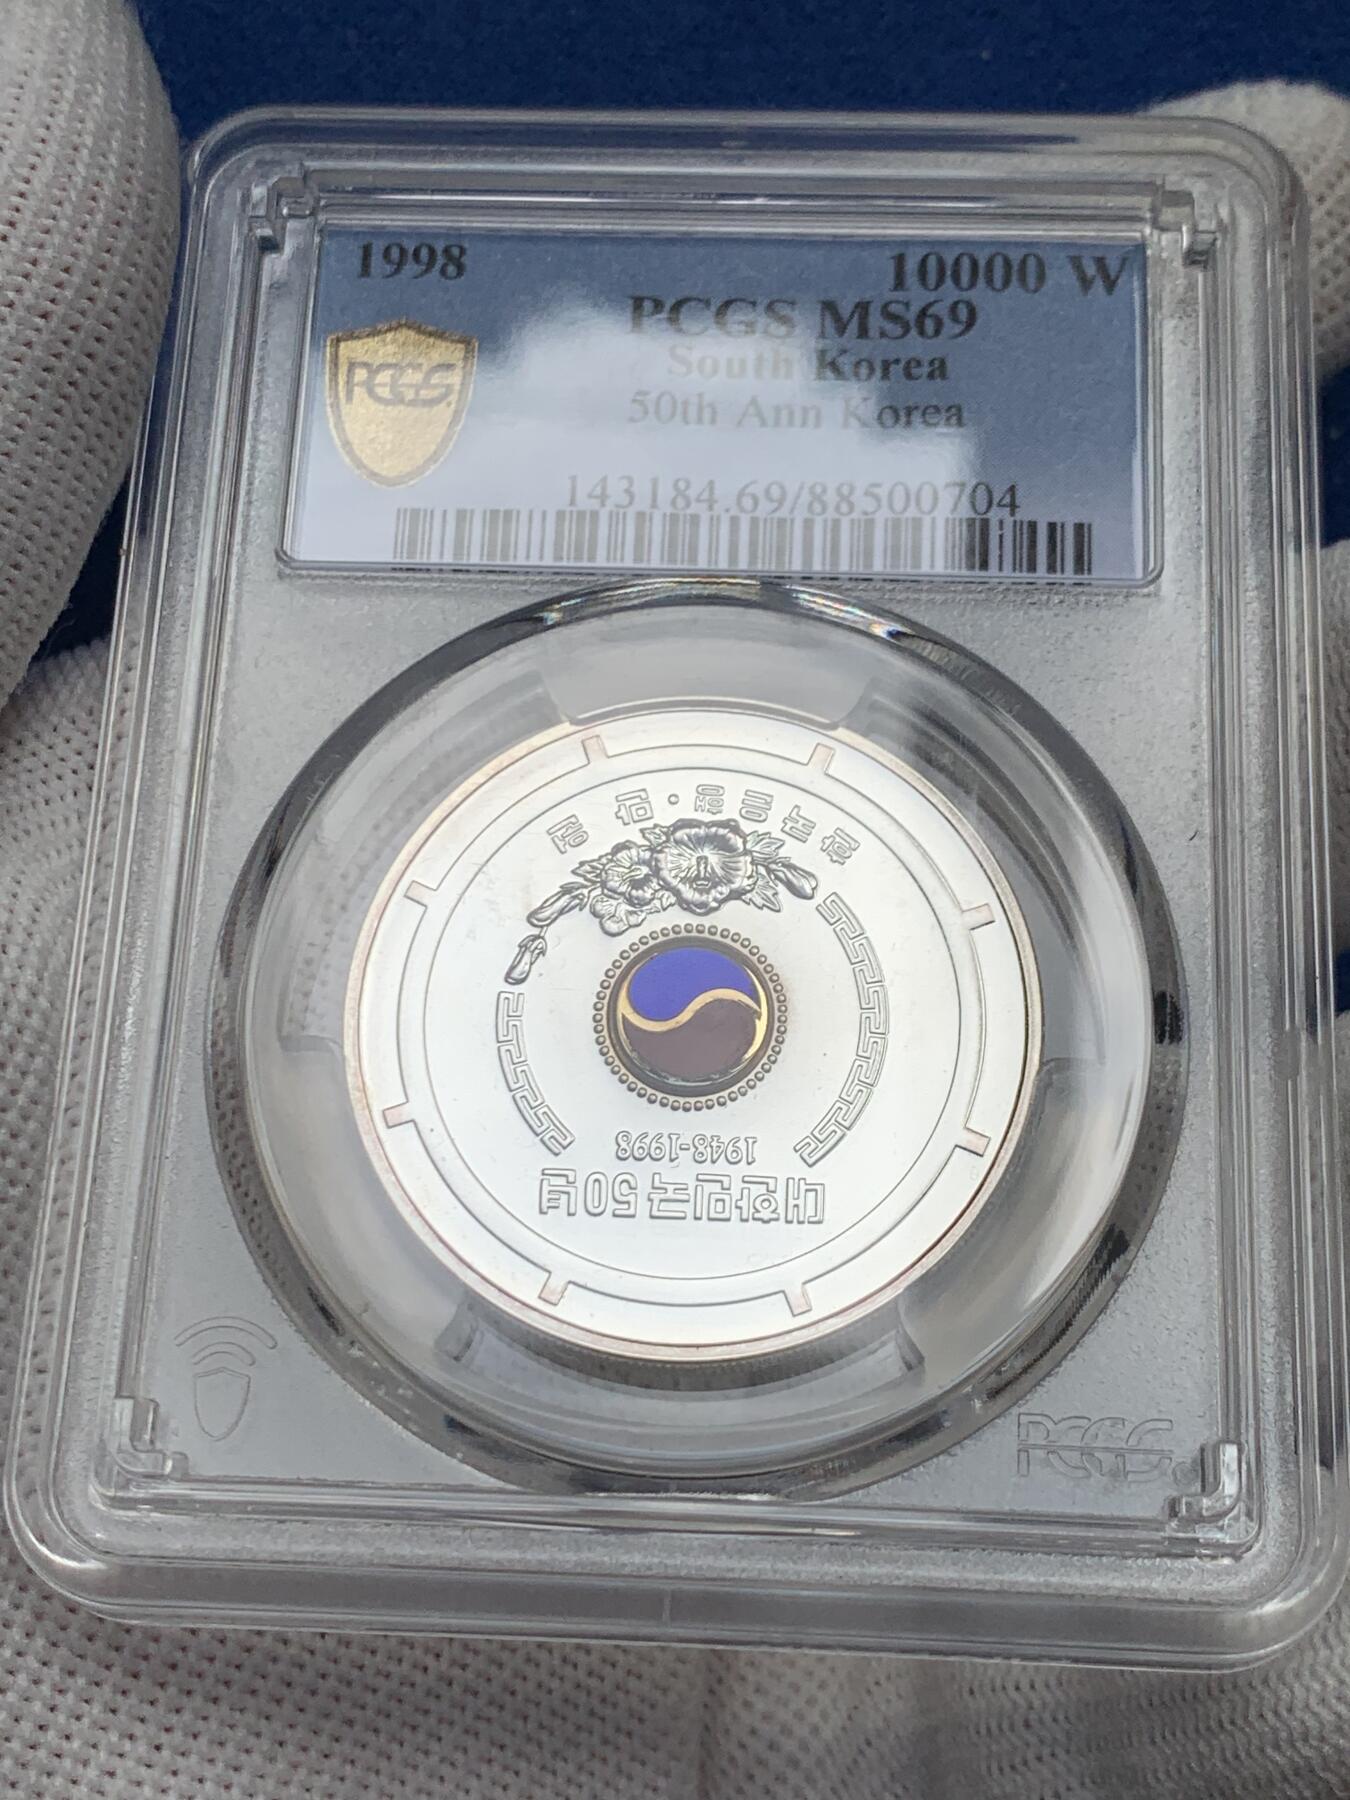 1998
10000 W
PCGS MS69
South Korea
50th Ann Korea
PCGS
143184.69/88500704
1948-1998
대한민국 50년
PCGS